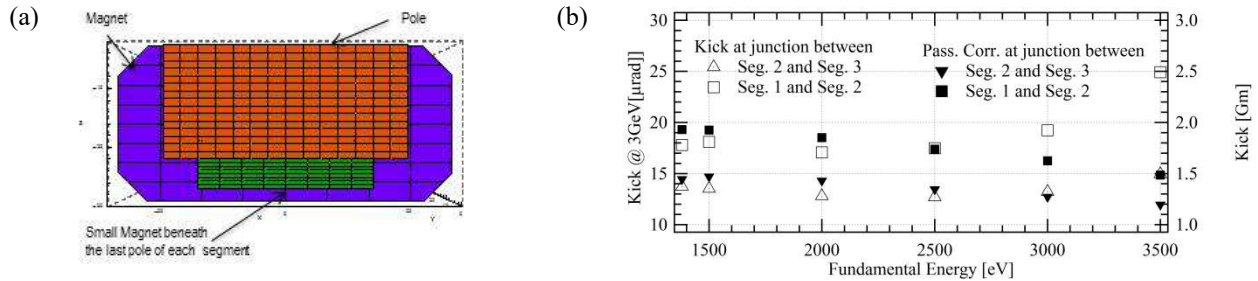 (a)
Magnet
Pole
Small Magnet beneath
the last pole of each segment
(b)
Kick @ 3GeV[µrad]]
30
25
20
15
10
Kick at junction between
Seg. 2 and Seg. 3
Seg. 1 and Seg. 2
Pass. Corr. at junction between
Seg. 2 and Seg. 3
Seg. 1 and Seg. 2
3.0
2.5
2.0
1.5
1.0
Kick [Gm]
1500 2000 2500 3000 3500
Fundamental Energy [eV]